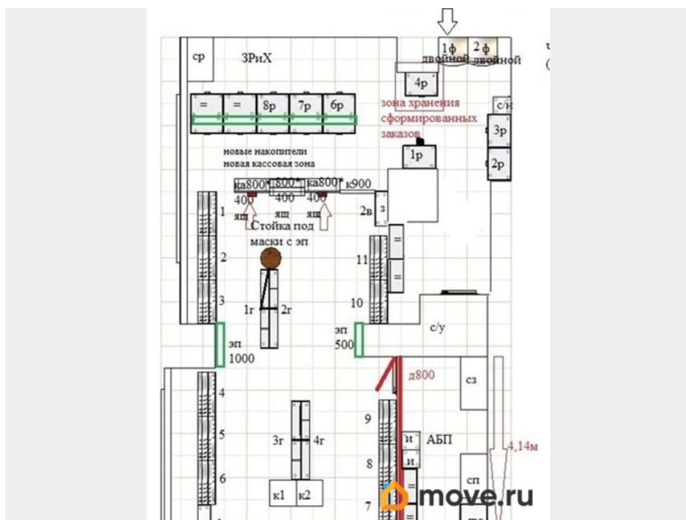 1ф 2ф
двойной двойной
ср ЗРиХ
4р
= = 8р 7р 6р
зона хранения
сформированных
заказов
с/н
3р
2р
1р
новые накопители
новая кассовая зона
ка800* 800* ка800* к900
400 400 400
ящ ящ ящ
2в
з
Стойка под
маски с эп
1
2
3
11
10
=
=
1г 2г
эп
1000
эп
500
с/у
д800
4
5
6
9
8
7
3г 4г
к1 к2
и
и
=
АБП
сз
сп
4,14м
move.ru